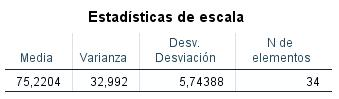 Estadísticas de escala
Media Varianza Desv. Desviación N de elementos
75,2204 32,992 5,74388 34